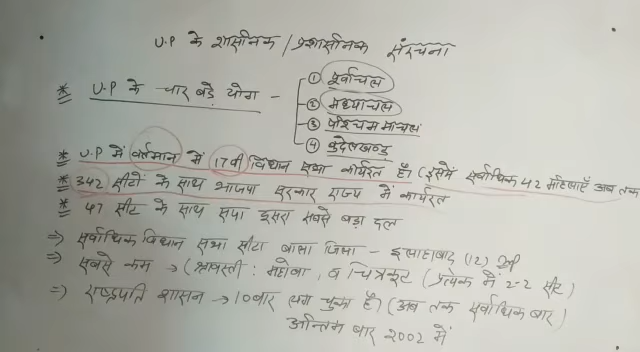 U.P के शासनिक / प्रशासनिक संरचना
* U.P के चार बड़े योग -
① पूर्वांचल
② मध्यांचल
③ पश्चिमांचल
④ बुंदेलखण्ड
* U.P में वर्तमान में 17वीं विधान सभा कार्यरत है। (इसमें सर्वाधिक 42 महिलाएँ अब तक
* 342 सीटों के साथ भाजपा सरकार राज्य में कार्यरत
* 47 सीट के साथ सपा दूसरा सबसे बड़ा दल
⇒ सर्वाधिक विधान सभा सीटो वाला जिला - इलाहाबाद (12)
⇒ सबसे कम → (श्रावस्ती : महोबा, व चित्रकूट (प्रत्येक में 2-2 सीट)
⇒ राष्ट्रपति शासन → 10 बार लग चुका है। (अब तक सर्वाधिक बार)
अन्तिम बार 2002 में